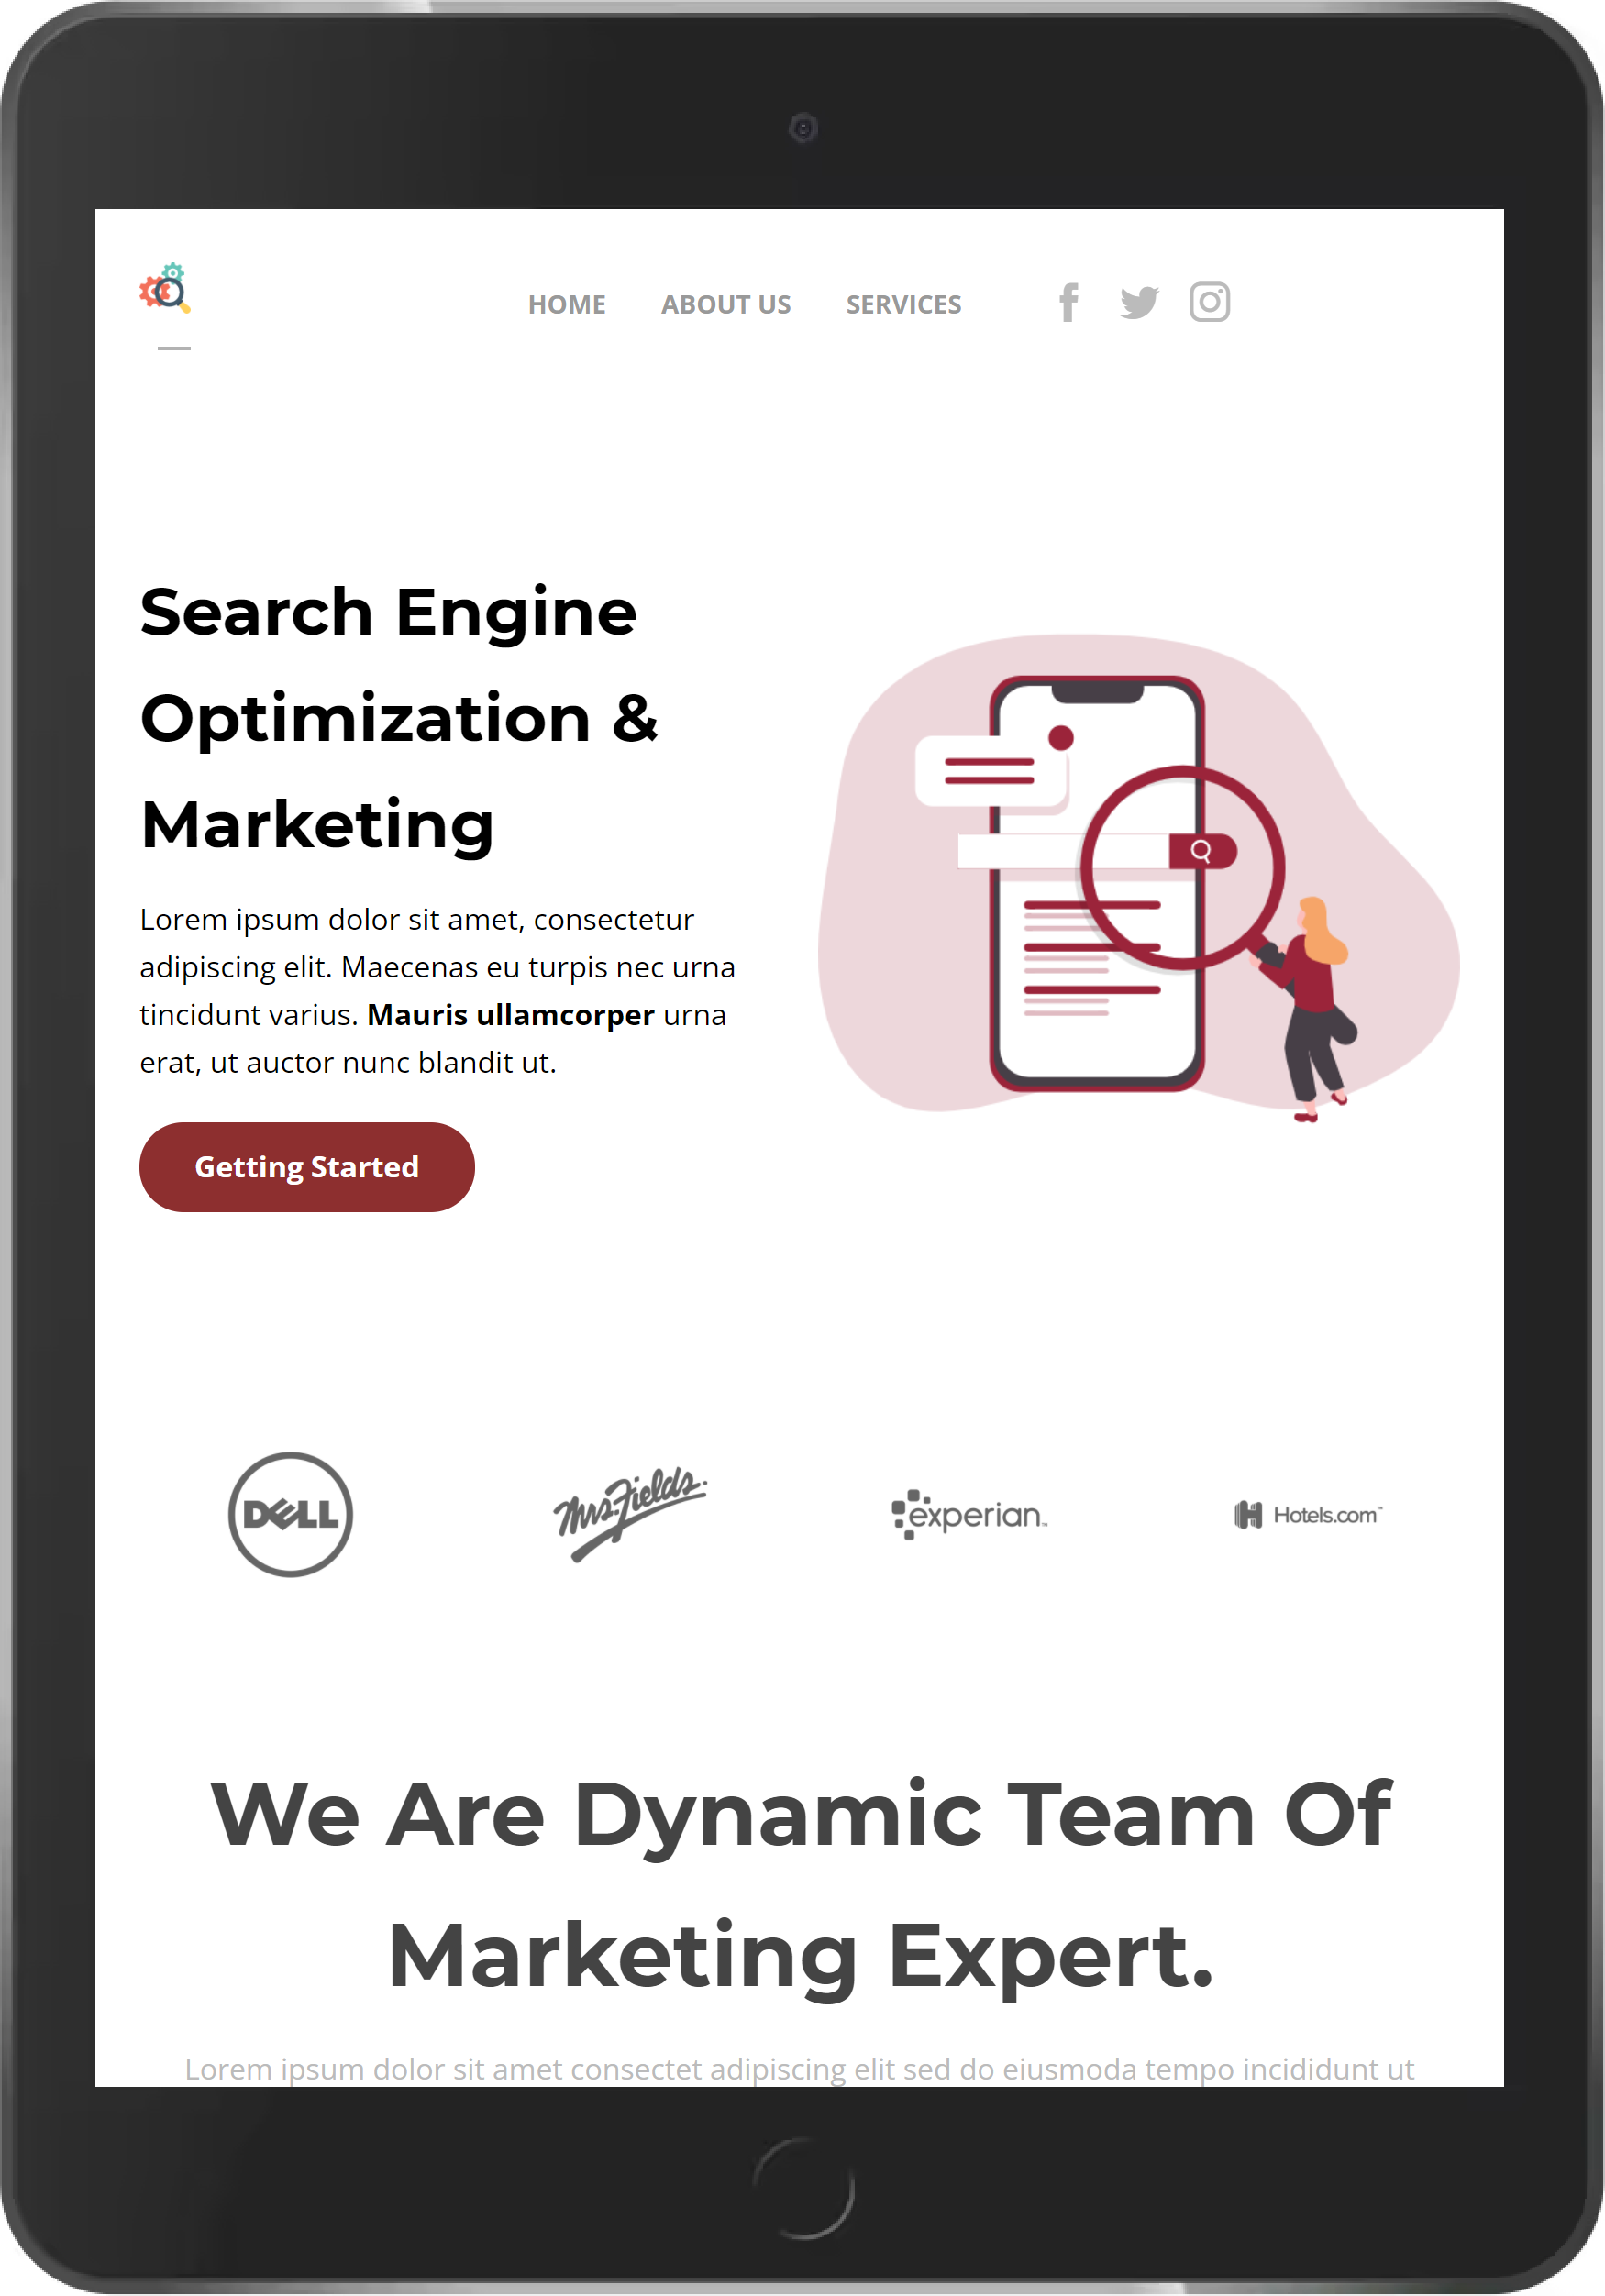 HOME ABOUT US SERVICES
Search Engine
Optimization &
Marketing
Lorem ipsum dolor sit amet, consectetur
adipiscing elit. Maecenas eu turpis nec urna
tincidunt varius. Mauris ullamcorper urna
erat, ut auctor nunc blandit ut.
Getting Started
DELL Mrs. Fields. experian™ Hotels.com™
We Are Dynamic Team Of
Marketing Expert.
Lorem ipsum dolor sit amet consectet adipiscing elit sed do eiusmoda tempo incididunt ut